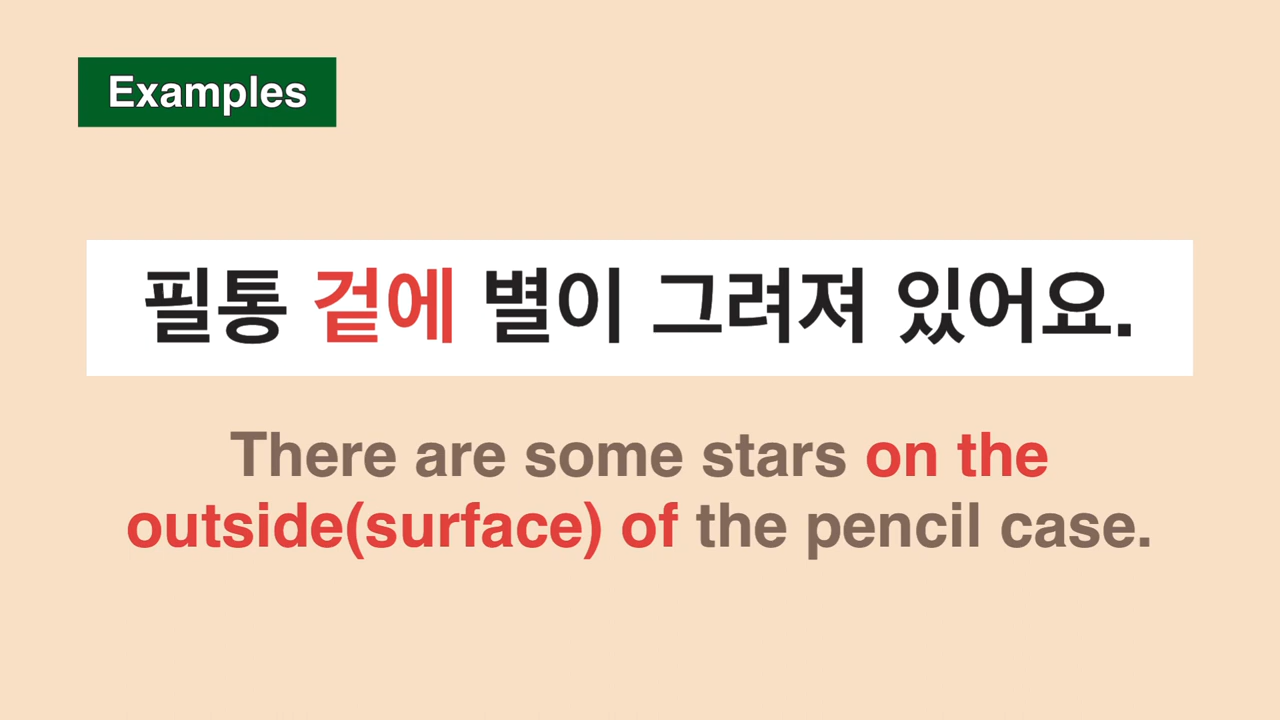 Examples
필통 겉에 별이 그려져 있어요.
There are some stars on the
outside(surface) of the pencil case.